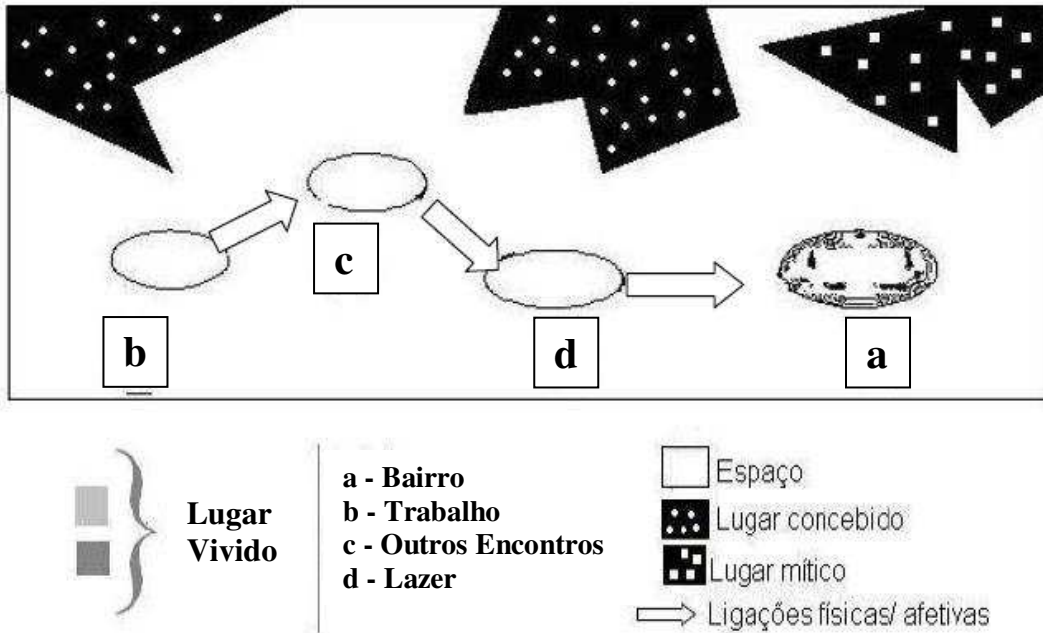 c
b
d
a
Lugar
Vivido
a - Bairro
b - Trabalho
c - Outros Encontros
d - Lazer
Espaço
Lugar concebido
Lugar mítico
Ligações físicas/ afetivas